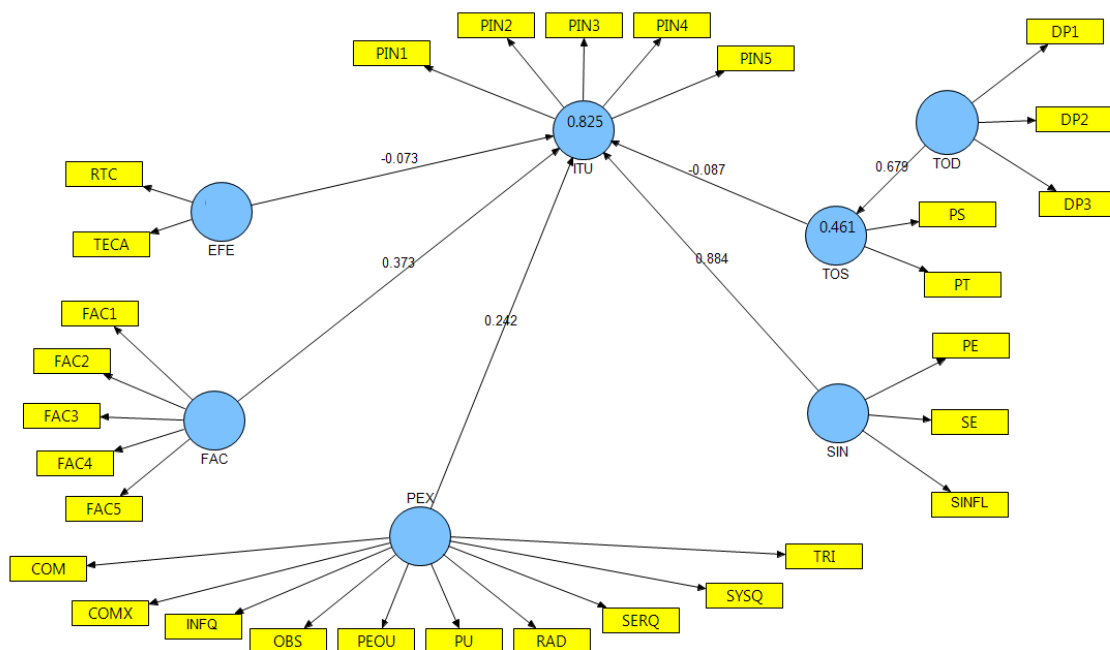 PIN1
PIN2
PIN3
PIN4
PIN5
DP1
DP2
DP3
0.825
ITU
TOD
-0.073
-0.087
0.679
RTC
TECA
EFE
PS
PT
0.461
TOS
0.373
0.884
0.242
FAC1
FAC2
FAC3
FAC4
FAC5
FAC
PE
SE
SINFL
SIN
PEX
COM
COMX
INFQ
OBS
PEOU
PU
RAD
SERQ
SYSQ
TRI